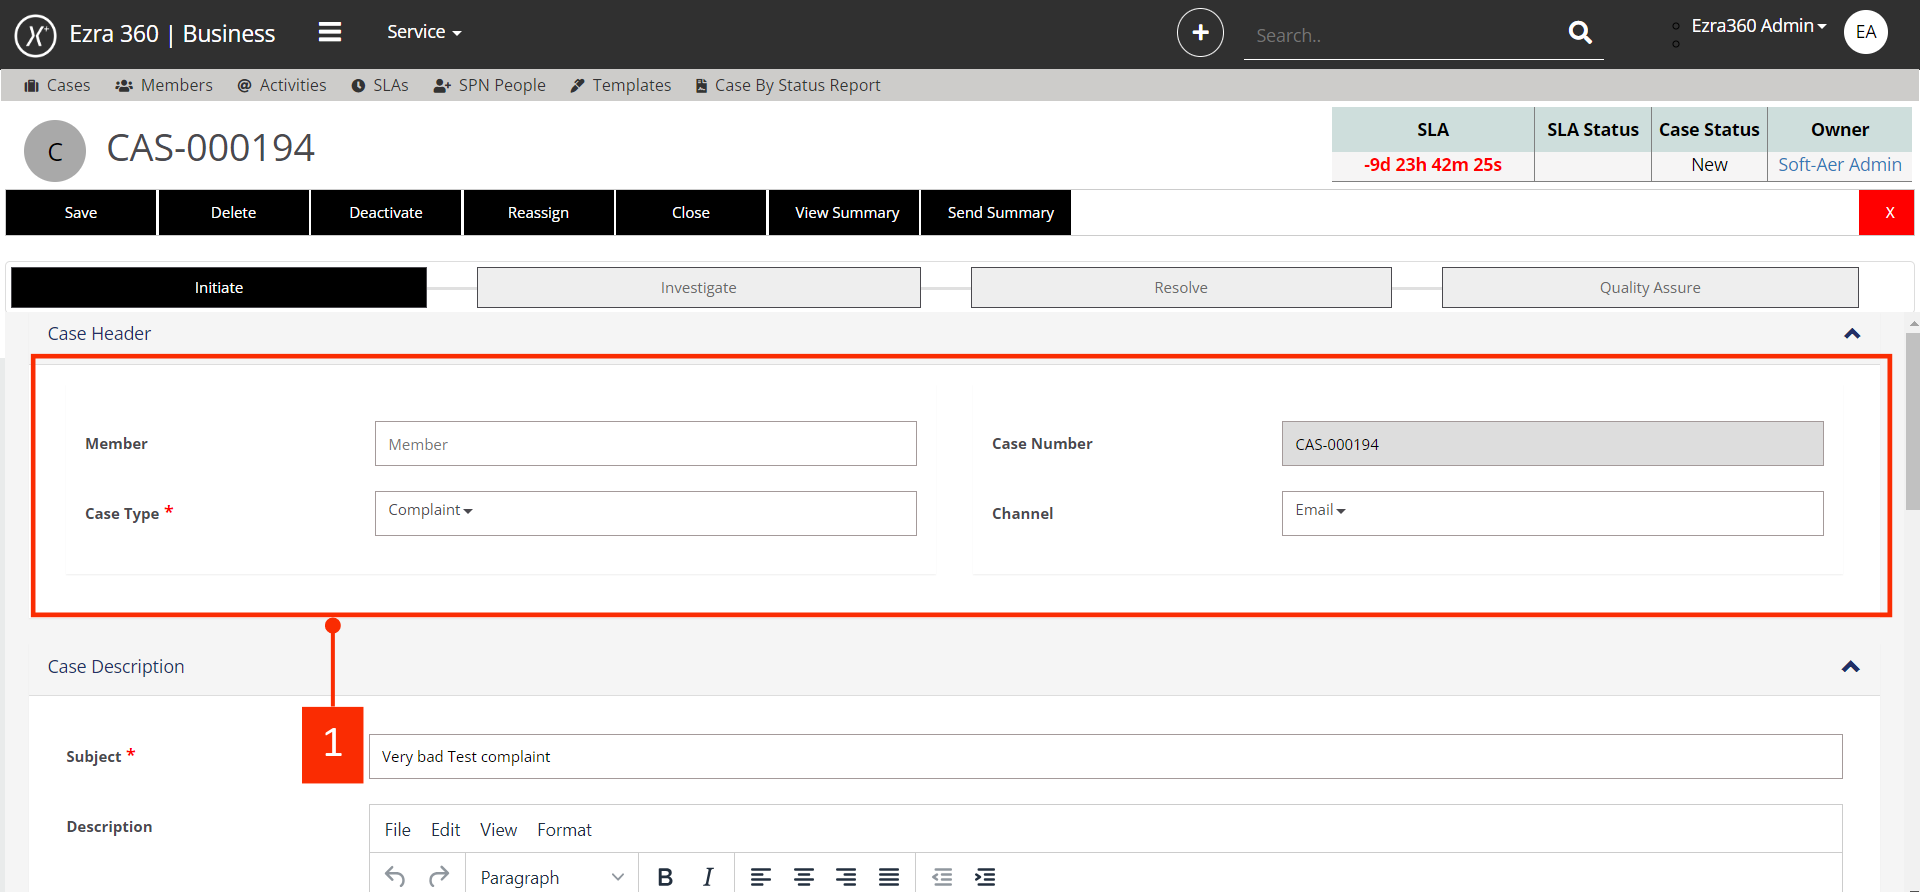 Ezra 360 | Business
Service
+
Search..
Ezra360 Admin
EA
Cases
Members
@ Activities
SLAs
SPN People
Templates
Case By Status Report
C
CAS-000194
SLA SLA Status Case Status Owner
-9d 23h 42m 25s New Soft-Aer Admin
Save Delete Deactivate Reassign Close View Summary Send Summary X
Initiate Investigate Resolve Quality Assure
Case Header
Member Member
Case Number CAS-000194
Case Type * Complaint
Channel Email
Case Description
1
Subject * Very bad Test complaint
Description
File Edit View Format
Paragraph B I